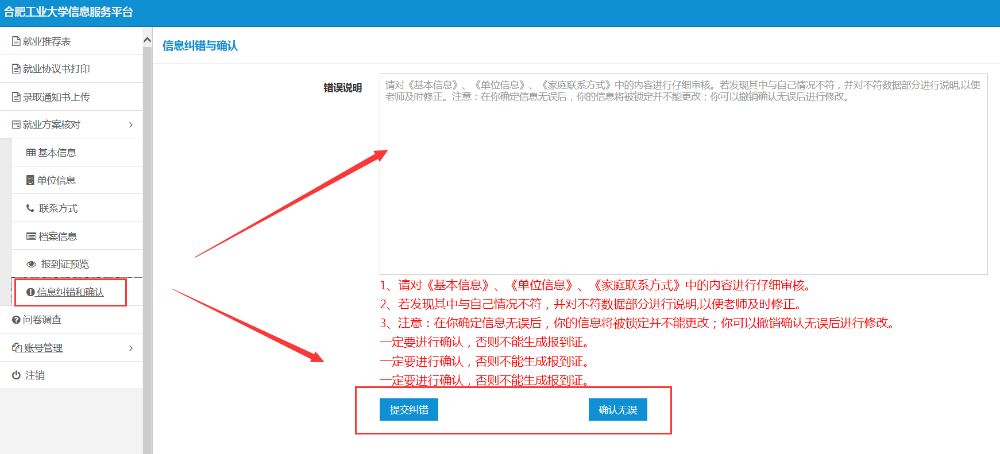 合肥工业大学信息服务平台
就业推荐表
就业协议书打印
录取通知书上传
就业方案核对
基本信息
单位信息
联系方式
档案信息
报到证预览
信息纠错和确认
问卷调查
账号管理
注销
信息纠错与确认
错误说明
请对《基本信息》、《单位信息》、《家庭联系方式》中的内容进行仔细审核。若发现其中与自己情况不符，并对不符数据部分进行说明,以便
老师及时修正。注意：在你确定信息无误后，你的信息将被锁定并不能更改；你可以撤销确认无误后进行修改。
1、请对《基本信息》、《单位信息》、《家庭联系方式》中的内容进行仔细审核。
2、若发现其中与自己情况不符，并对不符数据部分进行说明,以便老师及时修正。
3、注意：在你确定信息无误后，你的信息将被锁定并不能更改；你可以撤销确认无误后进行修改。
一定要进行确认，否则不能生成报到证。
一定要进行确认，否则不能生成报到证。
一定要进行确认，否则不能生成报到证。
提交纠错
确认无误